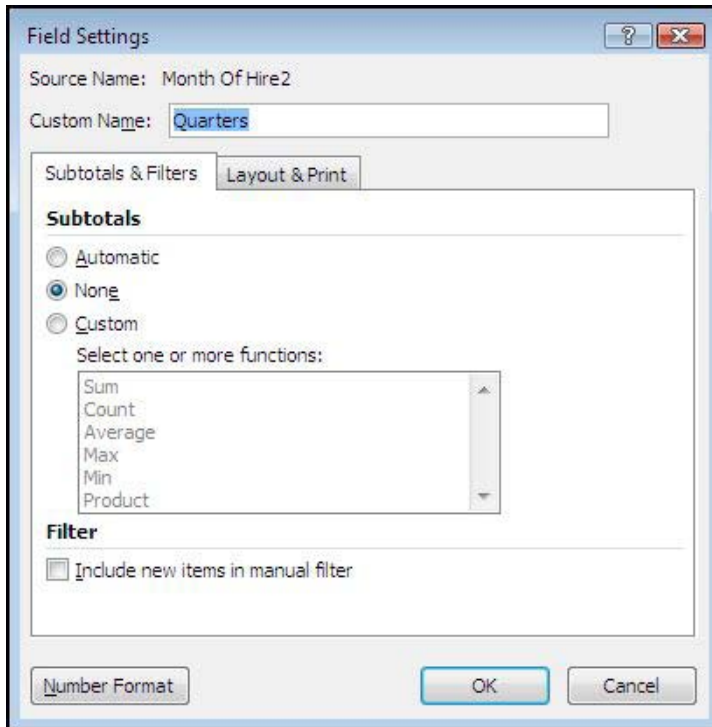 Field Settings
Source Name: Month Of Hire2
Custom Name: Quarters
Subtotals & Filters Layout & Print
Subtotals
Automatic
None
Custom
Select one or more functions:
Sum
Count
Average
Max
Min
Product
Filter
Include new items in manual filter
Number Format OK Cancel